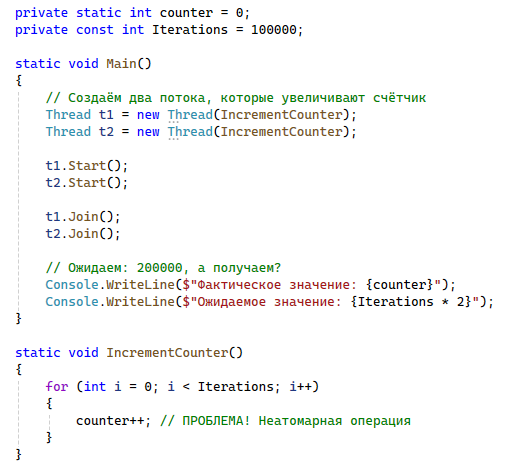 private static int counter = 0;
private const int Iterations = 100000;
static void Main()
{
// Создаём два потока, которые увеличивают счётчик
Thread t1 = new Thread(IncrementCounter);
Thread t2 = new Thread(IncrementCounter);
t1.Start();
t2.Start();
t1.Join();
t2.Join();
// Ожидаем: 200000, а получаем?
Console.WriteLine($"Фактическое значение: {counter}");
Console.WriteLine($"Ожидаемое значение: {Iterations * 2}");
}
static void IncrementCounter()
{
for (int i = 0; i < Iterations; i++)
{
counter++; // ПРОБЛЕМА! Неатомарная операция
}
}